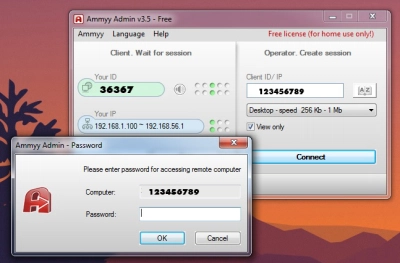 Ammyy Admin v3.5 - Free
Ammyy Language Help Free license (for home use only!)
Client. Wait for session
Your ID
36367
Your IP
192.168.1.100 ~ 192.168.56.1
Operator. Create session
Client ID/ IP
123456789
A-Z
Desktop - speed 256 Kb - 1 Mb
View only
Connect
Ammyy Admin - Password
Please enter password for accessing remote computer
Computer: 123456789
Password:
OK Cancel